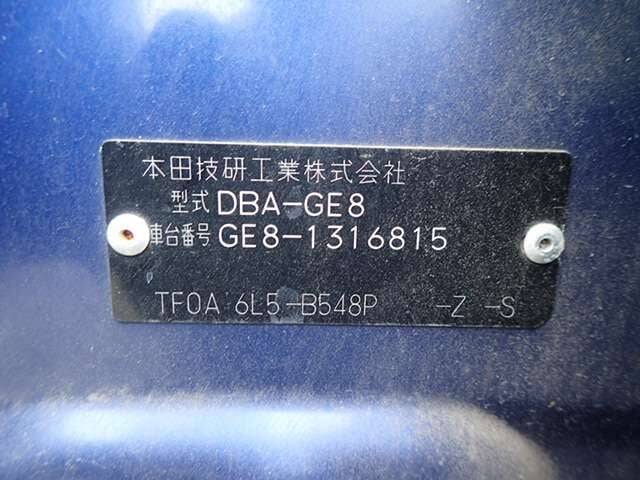 本田技研工業株式会社
型式 DBA-GE8
車台番号 GE8-1316815
TF0A 6L5-B548P -Z -S